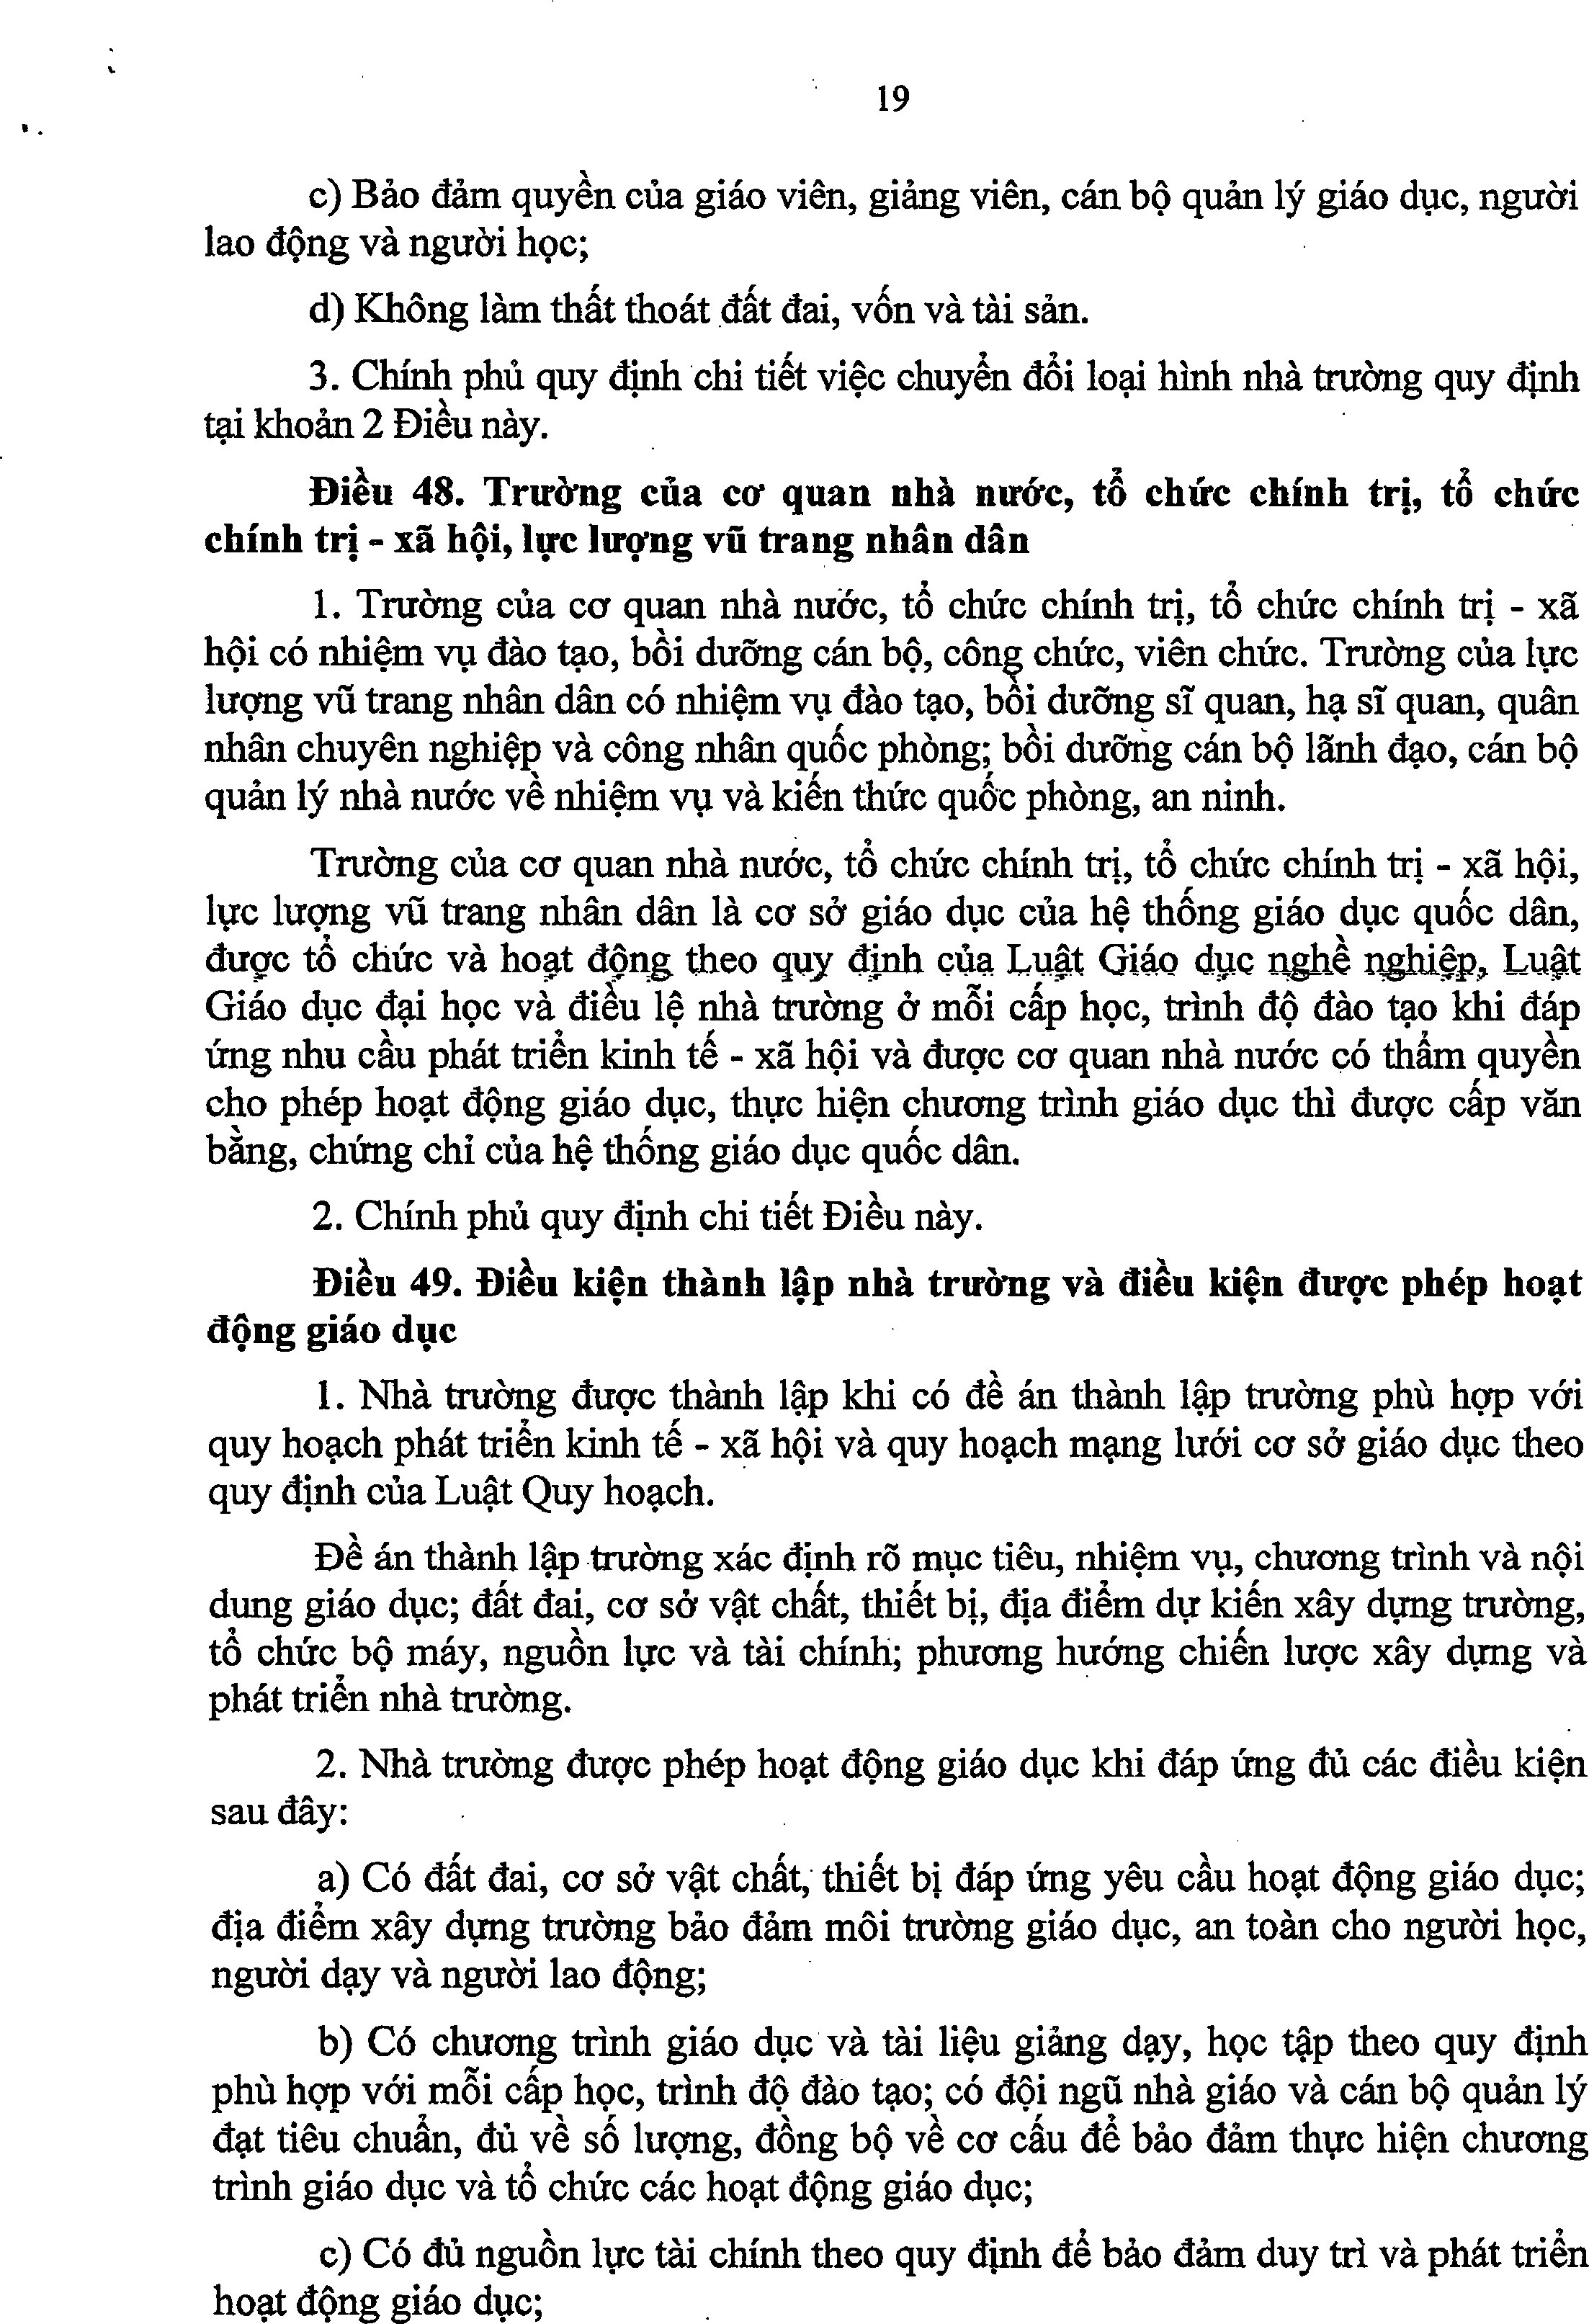 19
c) Bảo đảm quyền của giáo viên, giảng viên, cán bộ quản lý giáo dục, người
lao động và người học;
d) Không làm thất thoát đất đai, vốn và tài sản.
3. Chính phủ quy định chi tiết việc chuyển đổi loại hình nhà trường quy định
tại khoản 2 Điều này.
Điều 48. Trường của cơ quan nhà nước, tổ chức chính trị, tổ chức
chính trị - xã hội, lực lượng vũ trang nhân dân
1. Trường của cơ quan nhà nước, tổ chức chính trị, tổ chức chính trị - xã
hội có nhiệm vụ đào tạo, bồi dưỡng cán bộ, công chức, viên chức. Trường của lực
lượng vũ trang nhân dân có nhiệm vụ đào tạo, bồi dưỡng sĩ quan, hạ sĩ quan, quân
nhân chuyên nghiệp và công nhân quốc phòng; bồi dưỡng cán bộ lãnh đạo, cán bộ
quản lý nhà nước về nhiệm vụ và kiến thức quốc phòng, an ninh.
Trường của cơ quan nhà nước, tổ chức chính trị, tổ chức chính trị - xã hội,
lực lượng vũ trang nhân dân là cơ sở giáo dục của hệ thống giáo dục quốc dân,
được tổ chức và hoạt động theo quy định của Luật Giáo dục nghề nghiệp, Luật
Giáo dục đại học và điều lệ nhà trường ở mỗi cấp học, trình độ đào tạo khi đáp
ứng nhu cầu phát triển kinh tế - xã hội và được cơ quan nhà nước có thẩm quyền
cho phép hoạt động giáo dục, thực hiện chương trình giáo dục thì được cấp văn
bằng, chứng chỉ của hệ thống giáo dục quốc dân.
2. Chính phủ quy định chi tiết Điều này.
Điều 49. Điều kiện thành lập nhà trường và điều kiện được phép hoạt
động giáo dục
1. Nhà trường được thành lập khi có đề án thành lập trường phù hợp với
quy hoạch phát triển kinh tế - xã hội và quy hoạch mạng lưới cơ sở giáo dục theo
quy định của Luật Quy hoạch.
Đề án thành lập trường xác định rõ mục tiêu, nhiệm vụ, chương trình và nội
dung giáo dục; đất đai, cơ sở vật chất, thiết bị, địa điểm dự kiến xây dựng trường,
tổ chức bộ máy, nguồn lực và tài chính; phương hướng chiến lược xây dựng và
phát triển nhà trường.
2. Nhà trường được phép hoạt động giáo dục khi đáp ứng đủ các điều kiện
sau đây:
a) Có đất đai, cơ sở vật chất, thiết bị đáp ứng yêu cầu hoạt động giáo dục;
địa điểm xây dựng trường bảo đảm môi trường giáo dục, an toàn cho người học,
người dạy và người lao động;
b) Có chương trình giáo dục và tài liệu giảng dạy, học tập theo quy định
phù hợp với mỗi cấp học, trình độ đào tạo; có đội ngũ nhà giáo và cán bộ quản lý
đạt tiêu chuẩn, đủ về số lượng, đồng bộ về cơ cấu để bảo đảm thực hiện chương
trình giáo dục và tổ chức các hoạt động giáo dục;
c) Có đủ nguồn lực tài chính theo quy định để bảo đảm duy trì và phát triển
hoạt động giáo dục;